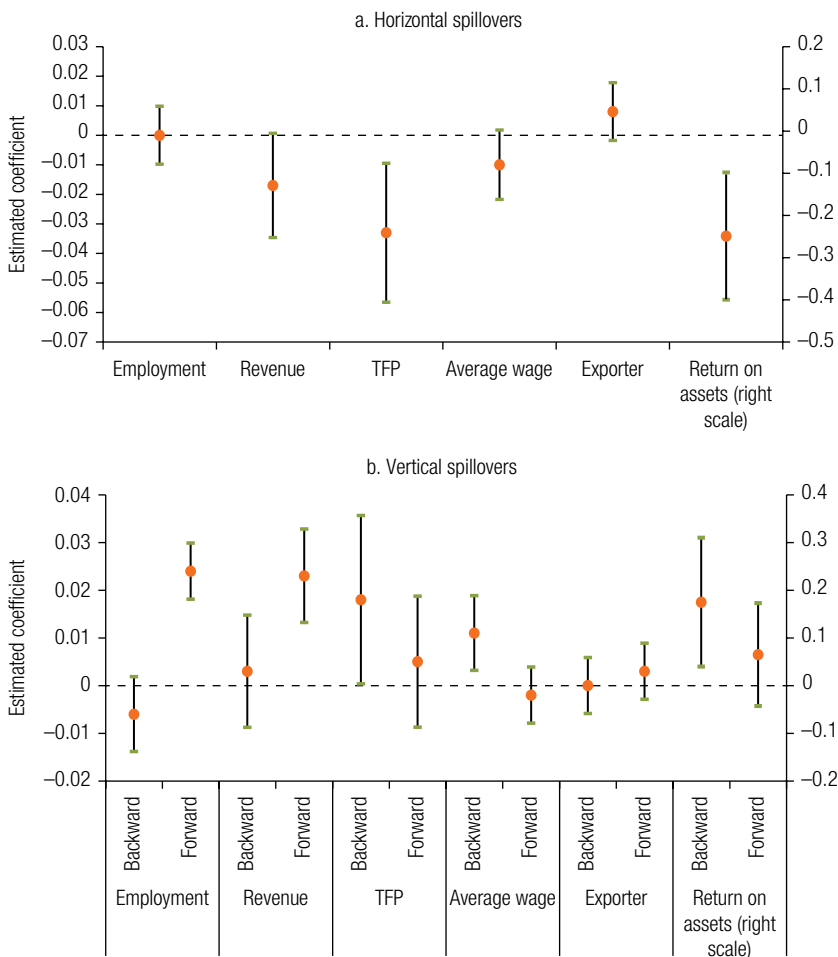 a. Horizontal spillovers
0.03
0.02
0.01
0
–0.01
–0.02
–0.03
–0.04
–0.05
–0.06
–0.07
Estimated coefficient
0.2
0.1
0
–0.1
–0.2
–0.3
–0.4
–0.5
Employment
Revenue
TFP
Average wage
Exporter
Return on
assets (right
scale)
b. Vertical spillovers
0.04
0.03
0.02
0.01
0
–0.01
–0.02
Estimated coefficient
0.4
0.3
0.2
0.1
0
–0.1
–0.2
Backward
Forward
Backward
Forward
Backward
Forward
Backward
Forward
Backward
Forward
Backward
Forward
Employment
Revenue
TFP
Average wage
Exporter
Return on
assets (right
scale)